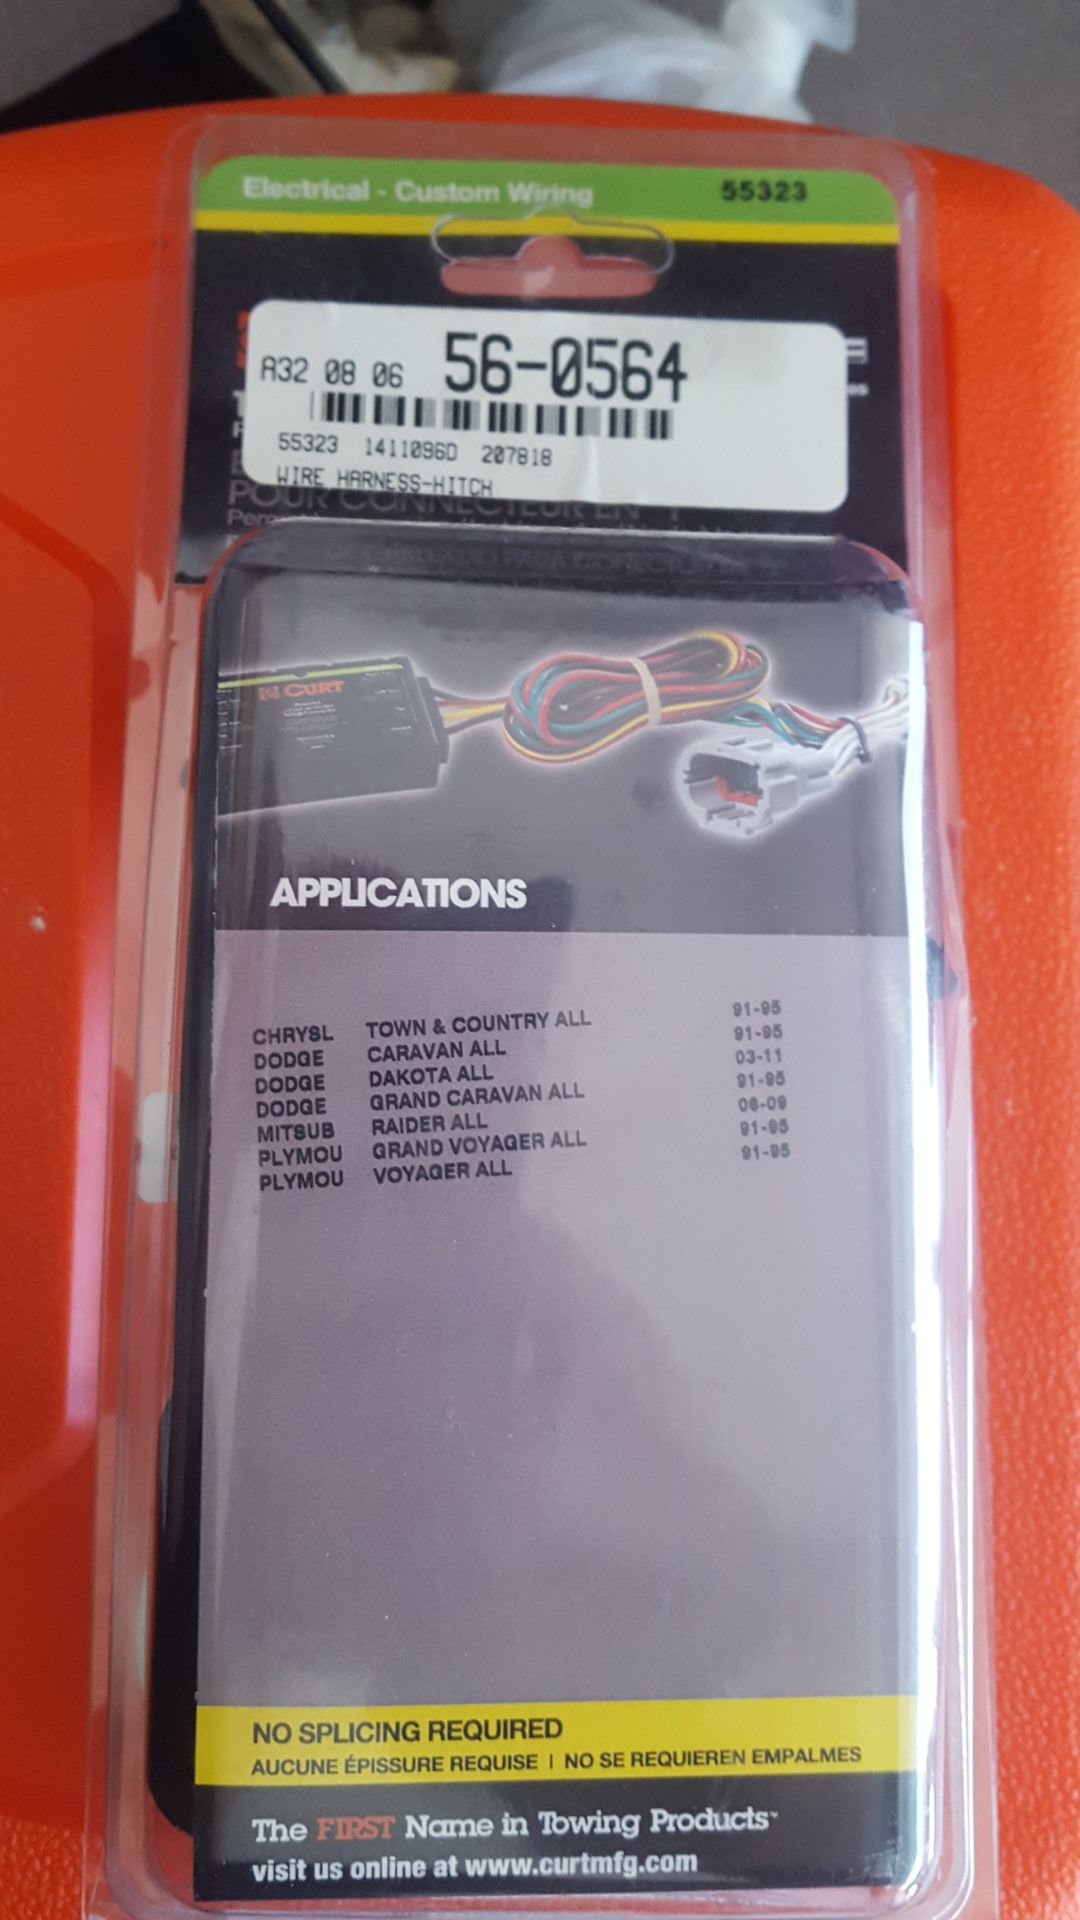 Electrical - Custom Wiring 55323
A32 08 06 56-0564
55323 1411096D 207818
WIRE HARNESS-HITCH
POUR CONNECTEUR EN
PARA
CURT
APPLICATIONS
CHRYSL TOWN & COUNTRY ALL 91-95
DODGE CARAVAN ALL 91-95
DODGE DAKOTA ALL 03-11
DODGE GRAND CARAVAN ALL 91-95
MITSUB RAIDER ALL 06-09
PLYMOU GRAND VOYAGER ALL 91-95
PLYMOU VOYAGER ALL 91-95
NO SPLICING REQUIRED
AUCUNE ÉPISSURE REQUISE | NO SE REQUIEREN EMPALMES
The FIRST Name in Towing Products™
visit us online at www.curtmfg.com